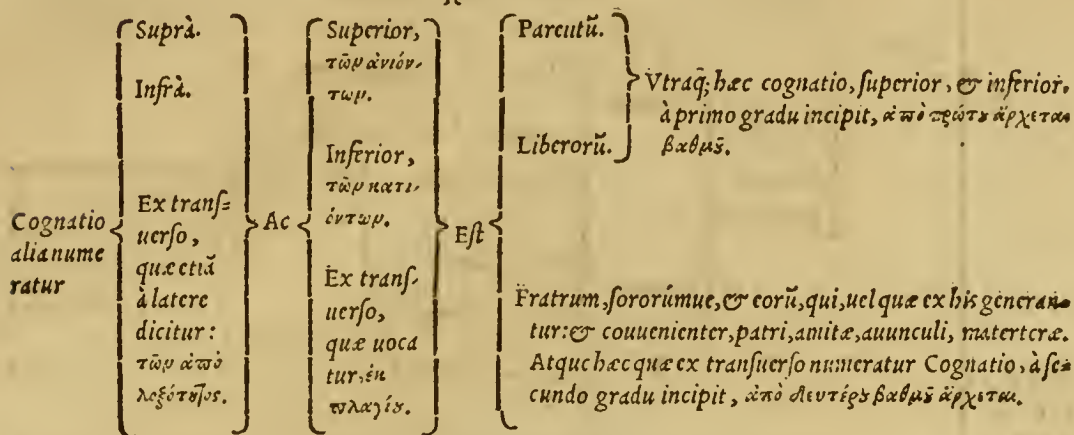 Cognatio
alia nume
ratur
Suprà.
Infrà.
Ex tranſ=
uerſo,
quæ etiã
à latere
dicitur:
τῶν ἀπὸ
λοξότητος.
Ac
Superior,
τῶν ἀνιόν,
των.
Inferior,
τῶν κατι,
όντων.
Ex tranſ,
uerſo,
quæ uoca
tur, ἐκ
πλαγίου.
Eſt
Parentũ.
Liberorũ.
Vtraq; hæc cognatio, ſuperior, & inferior.
à primo gradu incipit, ἀπὸ πρώτου ἄρχεται
βαθμοῦ.
Fratrum, ſororúmue, & eorũ, qui, uel quæ ex his generan=
tur: & conuenienter, patri, amitæ, auunculi, materteræ.
Atque hæc quæ ex tranſuerſo numeratur Cognatio, à ſe=
cundo gradu incipit, ἀπὸ δευτέρου βαθμοῦ ἄρχεται.